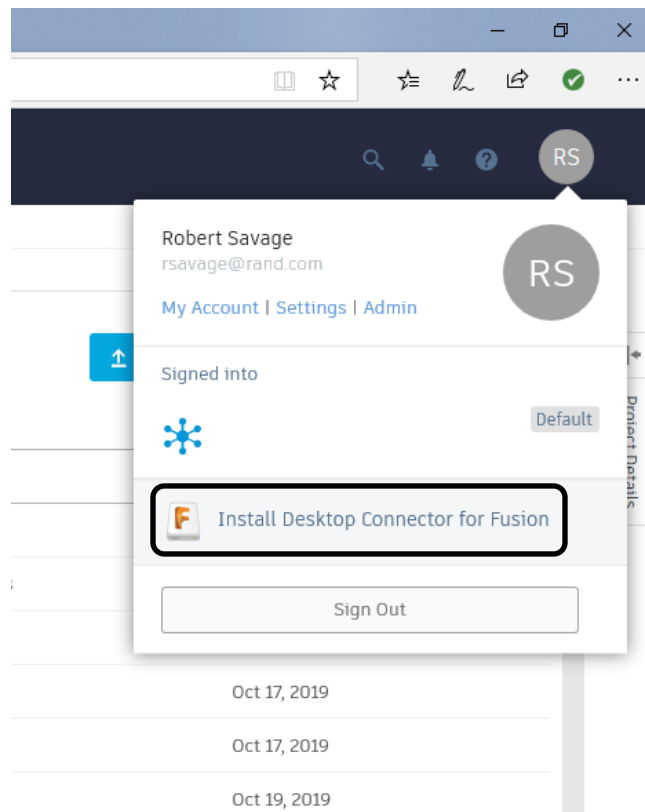 RS
Robert Savage
rsavage@rand.com
RS
My Account | Settings | Admin
Signed into
Default
Project Details
F Install Desktop Connector for Fusion
Sign Out
Oct 17, 2019
Oct 17, 2019
Oct 19, 2019